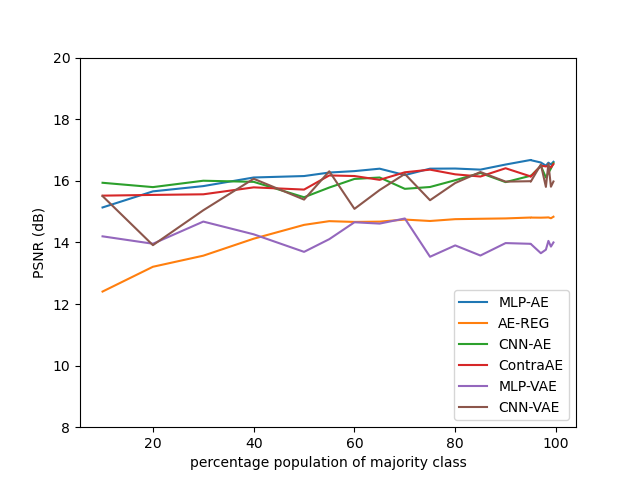 20
18
16
14
12
10
8
PSNR (dB)
MLP-AE
AE-REG
CNN-AE
ContraAE
MLP-VAE
CNN-VAE
20 40 60 80 100
percentage population of majority class